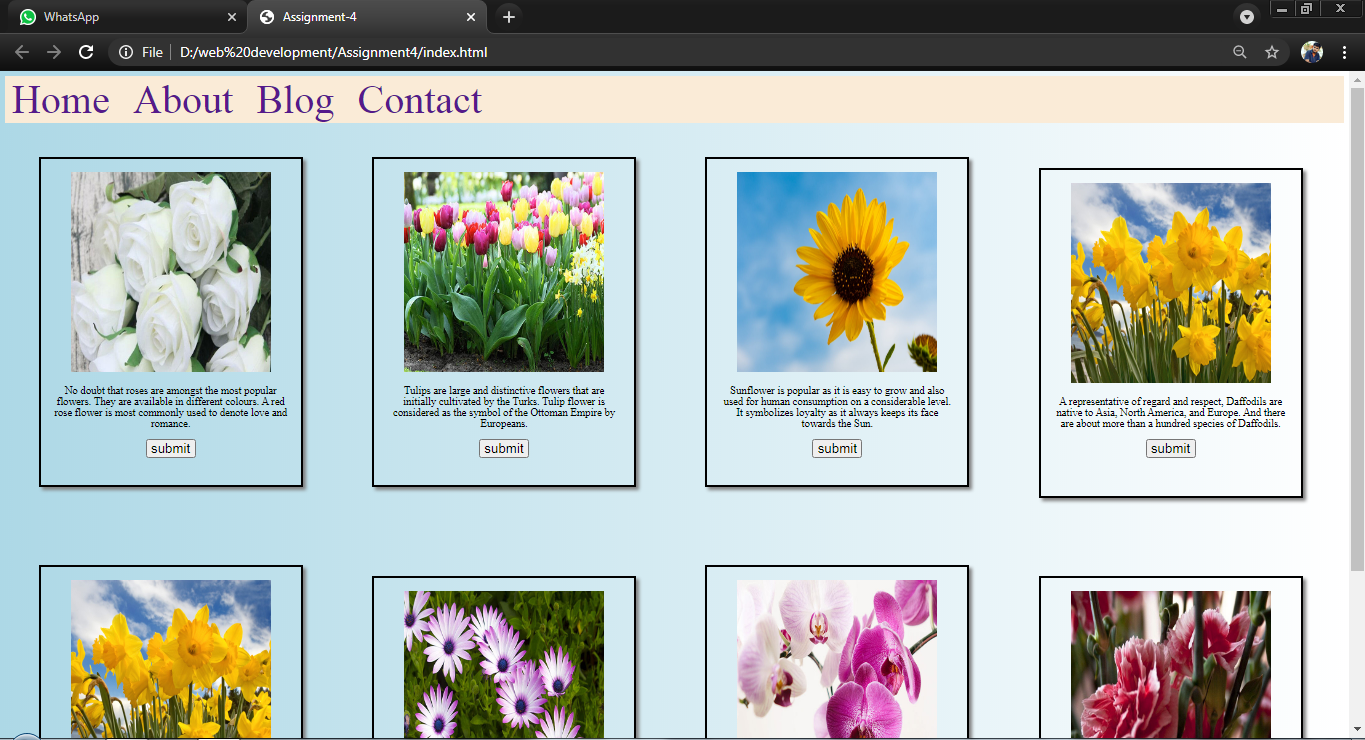 WhatsApp
Assignment-4
File
D:/web%20development/Assignment4/index.html
Home About Blog Contact
No doubt that roses are amongst the most popular
flowers. They are available in different colours. A red
rose flower is most commonly used to denote love and
romance.
submit
Tulips are large and distinctive flowers that are
initially cultivated by the Turks. Tulip flower is
considered as the symbol of the Ottoman Empire by
Europeans.
submit
Sunflower is popular as it is easy to grow and also
used for human consumption on a considerable level.
It symbolizes loyalty as it always keeps its face
towards the Sun.
submit
A representative of regard and respect, Daffodils are
native to Asia, North America, and Europe. And there
are about more than a hundred species of Daffodils.
submit